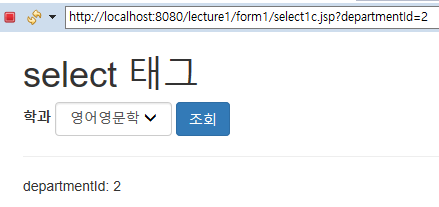 http://localhost:8080/lecture1/form1/select1c.jsp?departmentId=2
select 태그
학과 영어영문학 조회
departmentId: 2